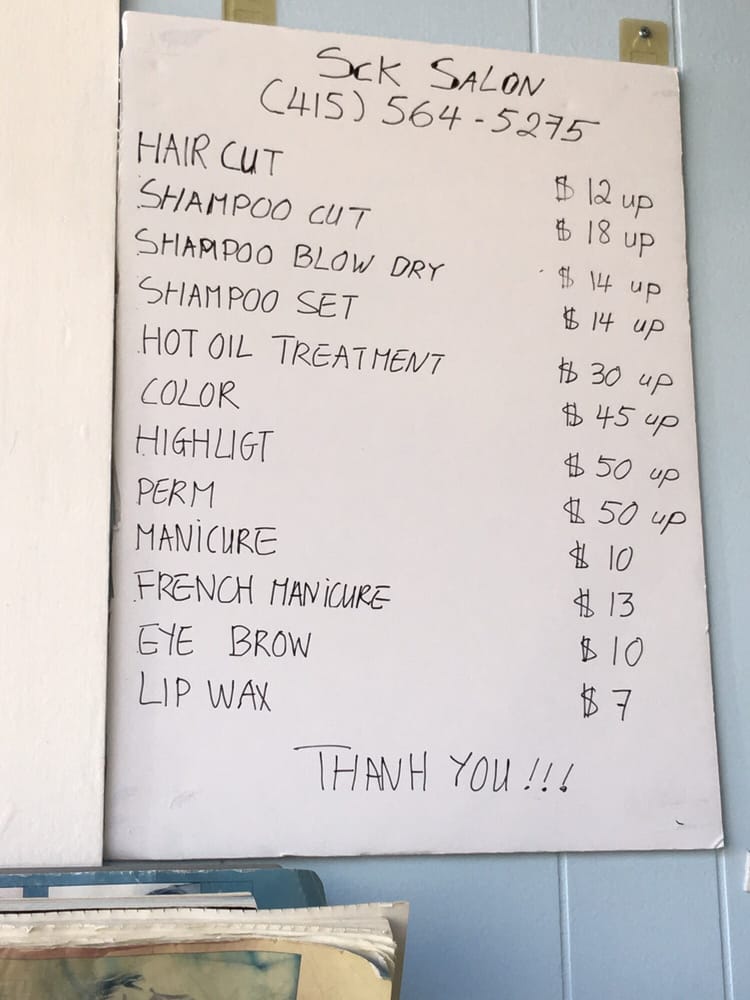 SCK SALON
(415) 564-5275
HAIR CUT $ 12 up
SHAMPOO CUT $ 18 up
SHAMPOO BLOW DRY $ 14 up
SHAMPOO SET $ 14 up
HOT OIL TREATMENT $ 30 up
COLOR $ 45 up
HIGHLIGT $ 50 up
PERM $ 50 up
MANICURE $ 10
FRENCH MANICURE $ 13
EYE BROW $ 10
LIP WAX $ 7
THANH YOU!!!